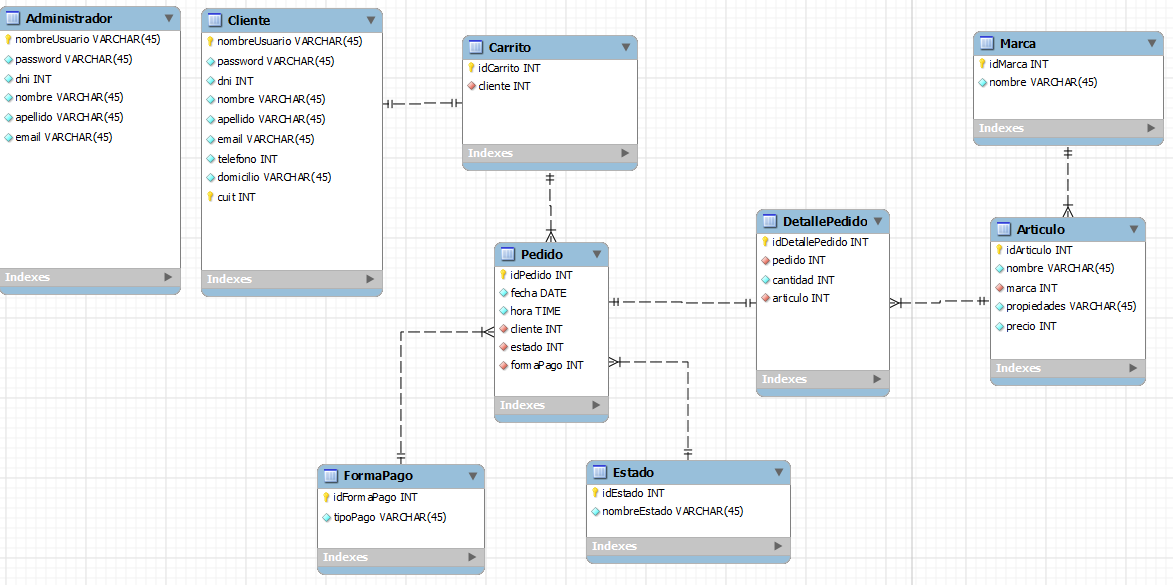 Administrador
nombreUsuario VARCHAR(45)
password VARCHAR(45)
dni INT
nombre VARCHAR(45)
apellido VARCHAR(45)
email VARCHAR(45)
Indexes
Cliente
nombreUsuario VARCHAR(45)
password VARCHAR(45)
dni INT
nombre VARCHAR(45)
apellido VARCHAR(45)
email VARCHAR(45)
telefono INT
domicilio VARCHAR(45)
cuit INT
Indexes
Carrito
idCarrito INT
cliente INT
Indexes
Marca
idMarca INT
nombre VARCHAR(45)
Indexes
Pedido
idPedido INT
fecha DATE
hora TIME
cliente INT
estado INT
formaPago INT
Indexes
DetallePedido
idDetallePedido INT
pedido INT
cantidad INT
articulo INT
Indexes
Articulo
idArticulo INT
nombre VARCHAR(45)
marca INT
propiedades VARCHAR(45)
precio INT
Indexes
FormaPago
idFormaPago INT
tipoPago VARCHAR(45)
Indexes
Estado
idEstado INT
nombreEstado VARCHAR(45)
Indexes